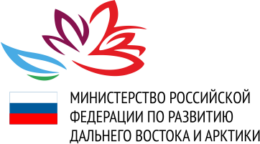 МИНИСТЕРСТВО РОССИЙСКОЙ
ФЕДЕРАЦИИ ПО РАЗВИТИЮ
ДАЛЬНЕГО ВОСТОКА И АРКТИКИ